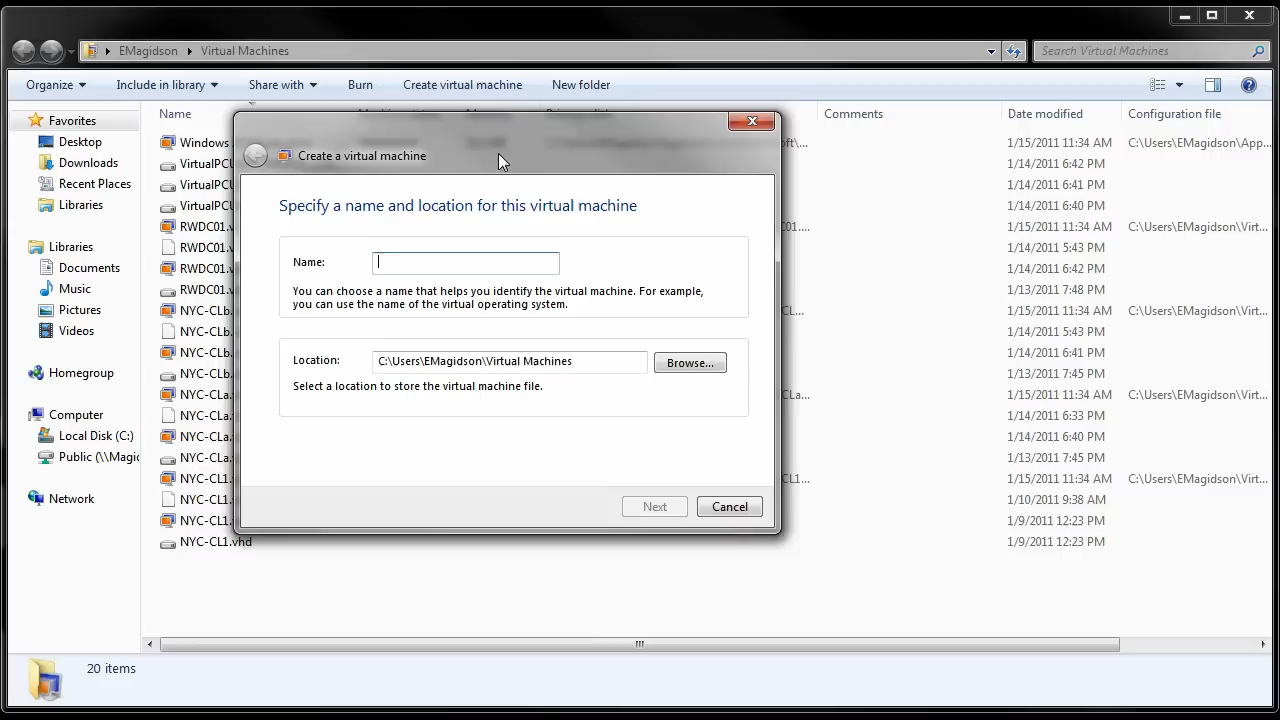 EMagidson Virtual Machines
Search Virtual Machines
Organize Include in library Share with Burn Create virtual machine New folder
Name Comments Date modified Configuration file
Favorites
Desktop
Downloads
Recent Places
Libraries
Libraries
Documents
Music
Pictures
Videos
Homegroup
Computer
Local Disk (C:)
Public (\\Magic
Network
Windows 1/15/2011 11:34 AM C:\Users\EMagidson\App...
VirtualPCU 1/14/2011 6:42 PM
VirtualPCU 1/14/2011 6:41 PM
VirtualPCU 1/14/2011 6:40 PM
RWDC01.v 1/15/2011 11:34 AM C:\Users\EMagidson\Virt...
RWDC01.v 1/14/2011 5:43 PM
RWDC01.v 1/14/2011 6:42 PM
RWDC01.v 1/13/2011 7:48 PM
NYC-CLb. 1/15/2011 11:34 AM C:\Users\EMagidson\Virt...
NYC-CLb. 1/14/2011 5:43 PM
NYC-CLb. 1/14/2011 6:41 PM
NYC-CLb. 1/13/2011 7:45 PM
NYC-CLa. 1/15/2011 11:34 AM C:\Users\EMagidson\Virt...
NYC-CLa. 1/14/2011 6:33 PM
NYC-CLa. 1/14/2011 6:40 PM
NYC-CLa. 1/13/2011 7:45 PM
NYC-CL1. 1/15/2011 11:34 AM C:\Users\EMagidson\Virt...
NYC-CL1. 1/10/2011 9:38 AM
NYC-CL1. 1/9/2011 12:23 PM
NYC-CL1.vhd 1/9/2011 12:23 PM
Create a virtual machine
Specify a name and location for this virtual machine
Name:
You can choose a name that helps you identify the virtual machine. For example,
you can use the name of the virtual operating system.
Location: C:\Users\EMagidson\Virtual Machines Browse...
Select a location to store the virtual machine file.
Next Cancel
20 items